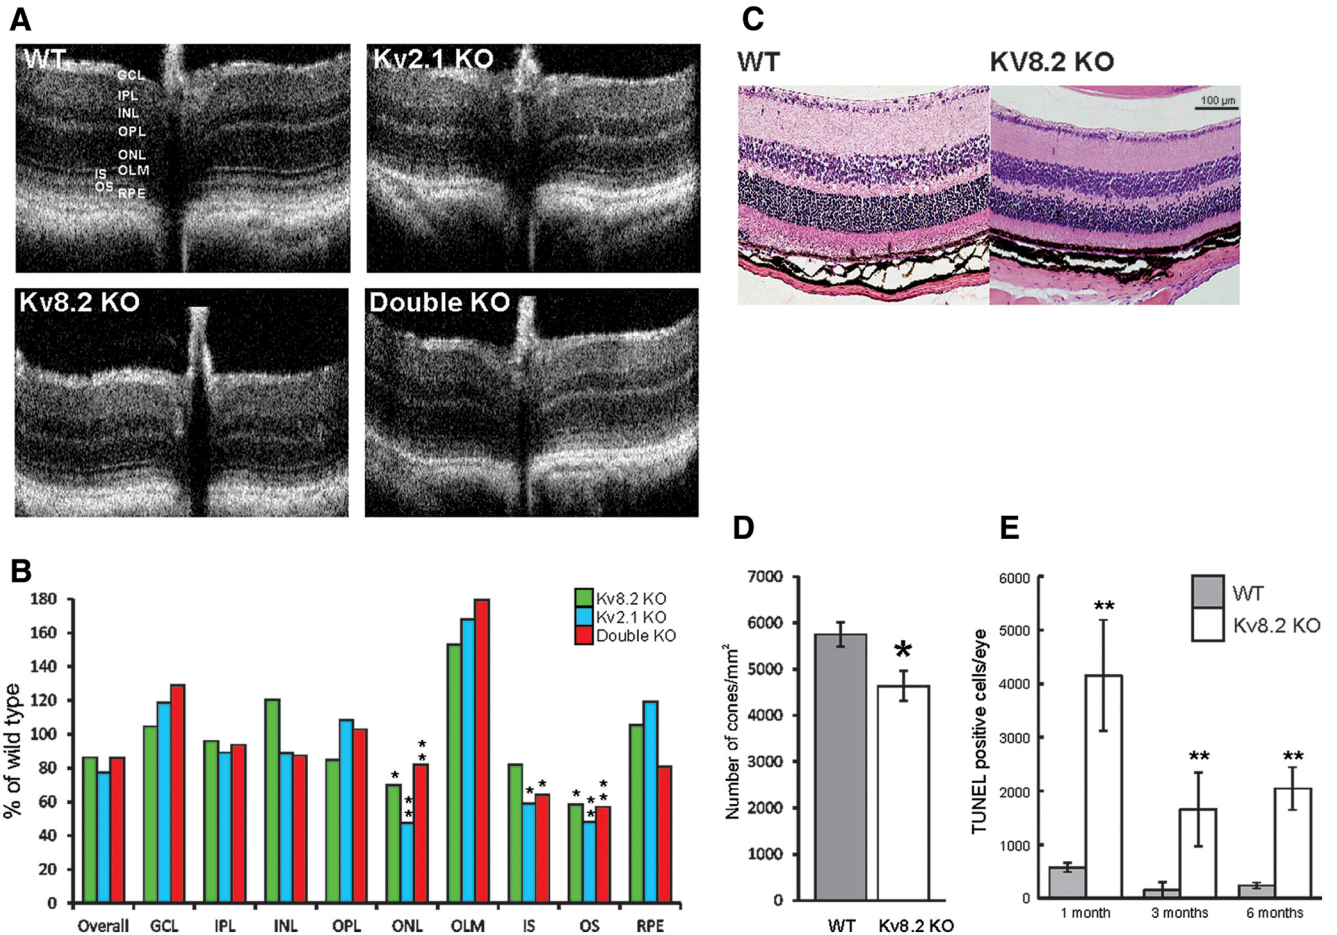 A
WT
GCL
IPL
INL
OPL
ONL
OLM
IS
OS
RPE
Kv2.1 KO
Kv8.2 KO
Double KO
B
% of wild type
180
160
140
120
100
80
60
40
20
0
Kv8.2 KO
Kv2.1 KO
Double KO
* ** ** * * * ** **
Overall GCL IPL INL OPL ONL OLM IS OS RPE
C
WT
KV8.2 KO
100 µm
D
Number of cones/mm²
7000
6000
5000
4000
3000
2000
1000
0
*
WT Kv8.2 KO
E
TUNEL positive cells/eye
6000
5000
4000
3000
2000
1000
0
WT
Kv8.2 KO
** ** **
1 month 3 months 6 months